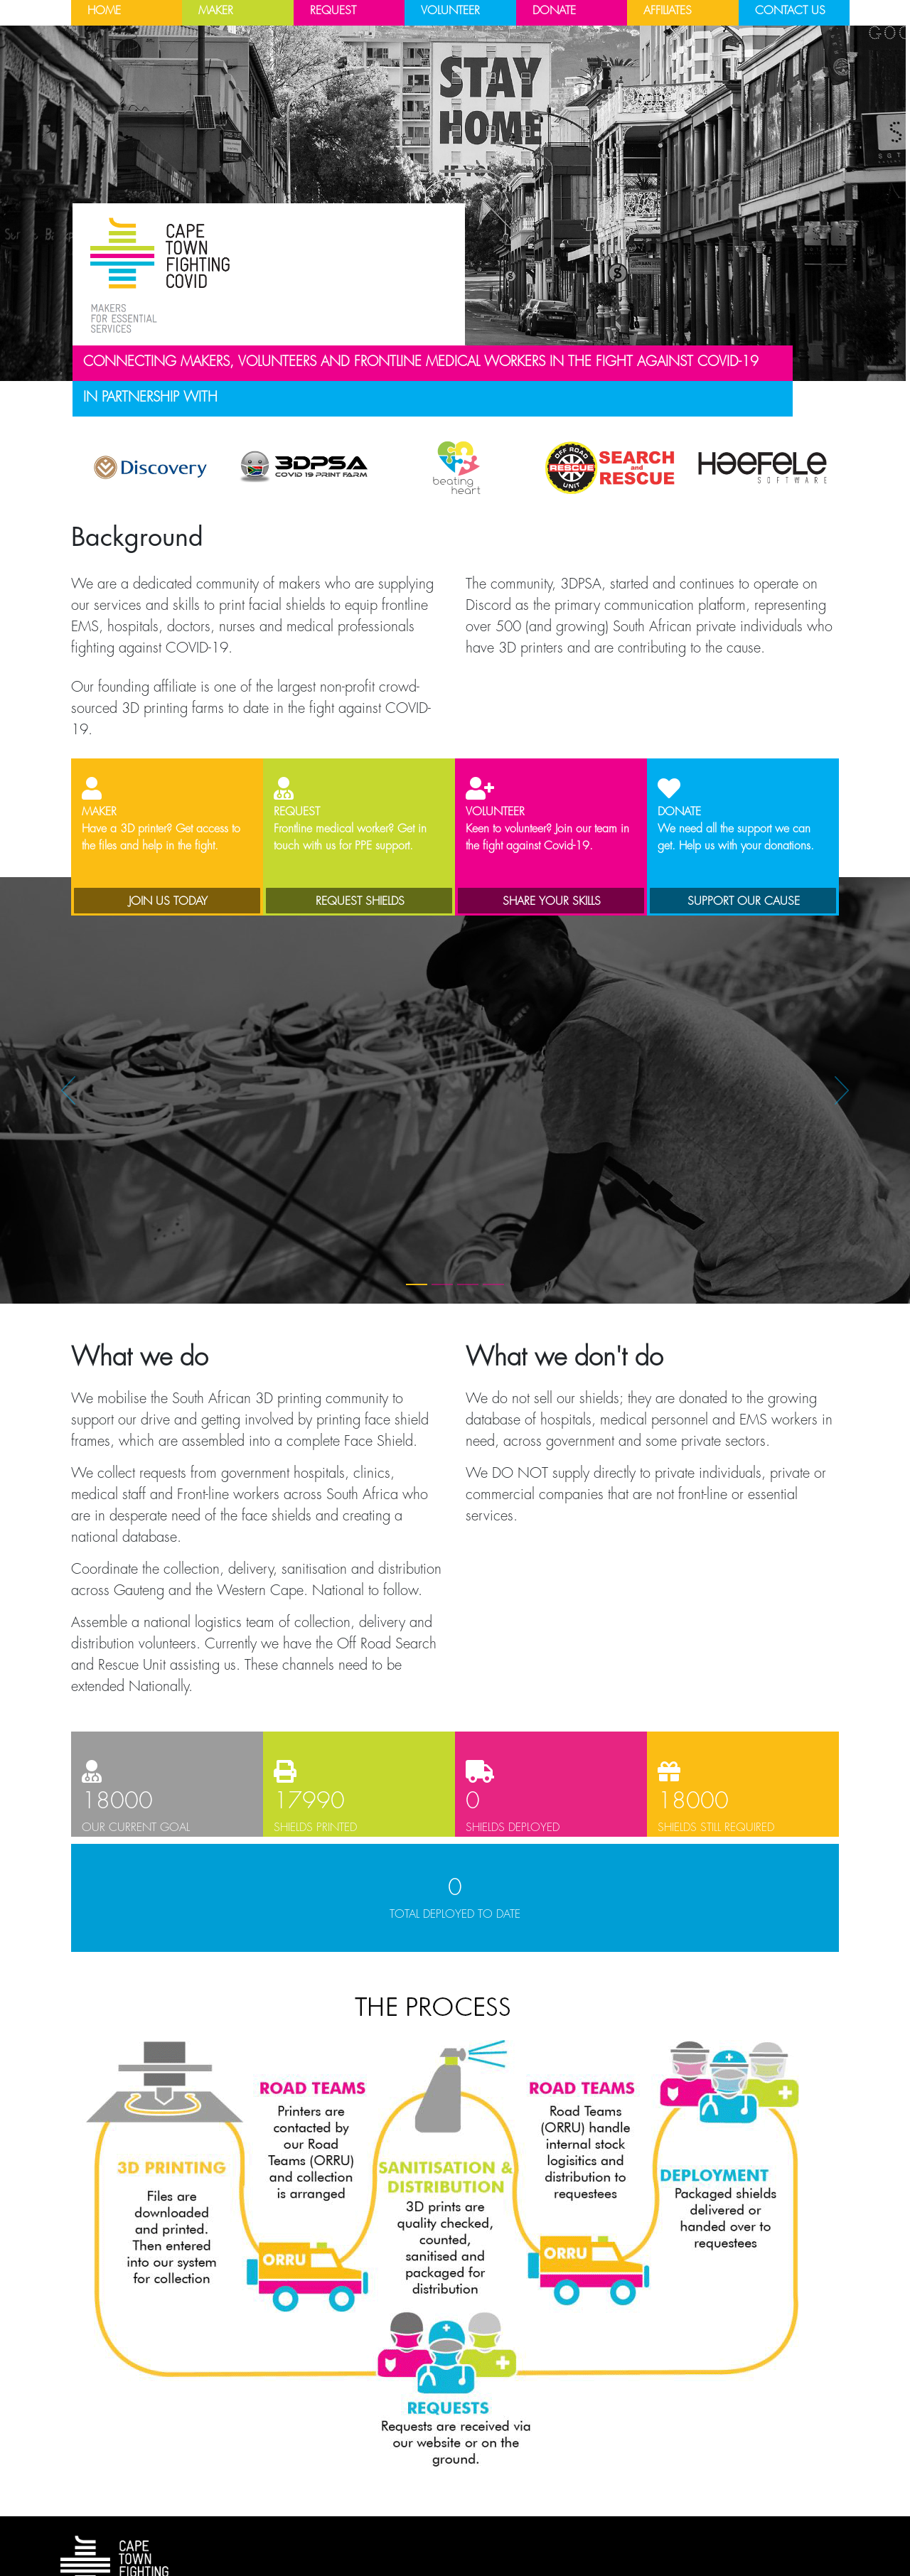 HOME
MAKER
REQUEST
VOLUNTEER
DONATE
AFFILIATES
CONTACT US
STAY
HOME
CAPE
TOWN
FIGHTING
COVID
MAKERS
FOR ESSENTIAL
SERVICES
CONNECTING MAKERS, VOLUNTEERS AND FRONTLINE MEDICAL WORKERS IN THE FIGHT AGAINST COVID-19
IN PARTNERSHIP WITH
Discovery
3DPSA
COVID 19 PRINT FARM
beating
heart
OFF ROAD
RESCUE
UNIT
SEARCH
and
RESCUE
HaeFeLe
SOFTWARE
Background
We are a dedicated community of makers who are supplying
our services and skills to print facial shields to equip frontline
EMS, hospitals, doctors, nurses and medical professionals
fighting against COVID-19.
Our founding affiliate is one of the largest non-profit crowd-
sourced 3D printing farms to date in the fight against COVID-
19.
The community, 3DPSA, started and continues to operate on
Discord as the primary communication platform, representing
over 500 (and growing) South African private individuals who
have 3D printers and are contributing to the cause.
MAKER
Have a 3D printer? Get access to
the files and help in the fight.
JOIN US TODAY
REQUEST
Frontline medical worker? Get in
touch with us for PPE support.
REQUEST SHIELDS
VOLUNTEER
Keen to volunteer? Join our team in
the fight against Covid-19.
SHARE YOUR SKILLS
DONATE
We need all the support we can
get. Help us with your donations.
SUPPORT OUR CAUSE
What we do
We mobilise the South African 3D printing community to
support our drive and getting involved by printing face shield
frames, which are assembled into a complete Face Shield.
We collect requests from government hospitals, clinics,
medical staff and Front-line workers across South Africa who
are in desperate need of the face shields and creating a
national database.
Coordinate the collection, delivery, sanitisation and distribution
across Gauteng and the Western Cape. National to follow.
Assemble a national logistics team of collection, delivery and
distribution volunteers. Currently we have the Off Road Search
and Rescue Unit assisting us. These channels need to be
extended Nationally.
What we don't do
We do not sell our shields; they are donated to the growing
database of hospitals, medical personnel and EMS workers in
need, across government and some private sectors.
We DO NOT supply directly to private individuals, private or
commercial companies that are not front-line or essential
services.
18000
OUR CURRENT GOAL
17990
SHIELDS PRINTED
0
SHIELDS DEPLOYED
18000
SHIELDS STILL REQUIRED
0
TOTAL DEPLOYED TO DATE
THE PROCESS
3D PRINTING
Files are
downloaded
and printed.
Then entered
into our system
for collection
ROAD TEAMS
Printers are
contacted by
our Road
Teams (ORRU)
and collection
is arranged
ORRU
SANITISATION &
DISTRIBUTION
3D prints are
quality checked,
counted,
sanitised and
packaged for
distribution
ROAD TEAMS
Road Teams
(ORRU) handle
internal stock
logisitics and
distribution to
requestees
ORRU
DEPLOYMENT
Packaged shields
delivered or
handed over to
requestees
REQUESTS
Requests are received via
our website or on the
ground.
CAPE
TOWN
FIGHTING